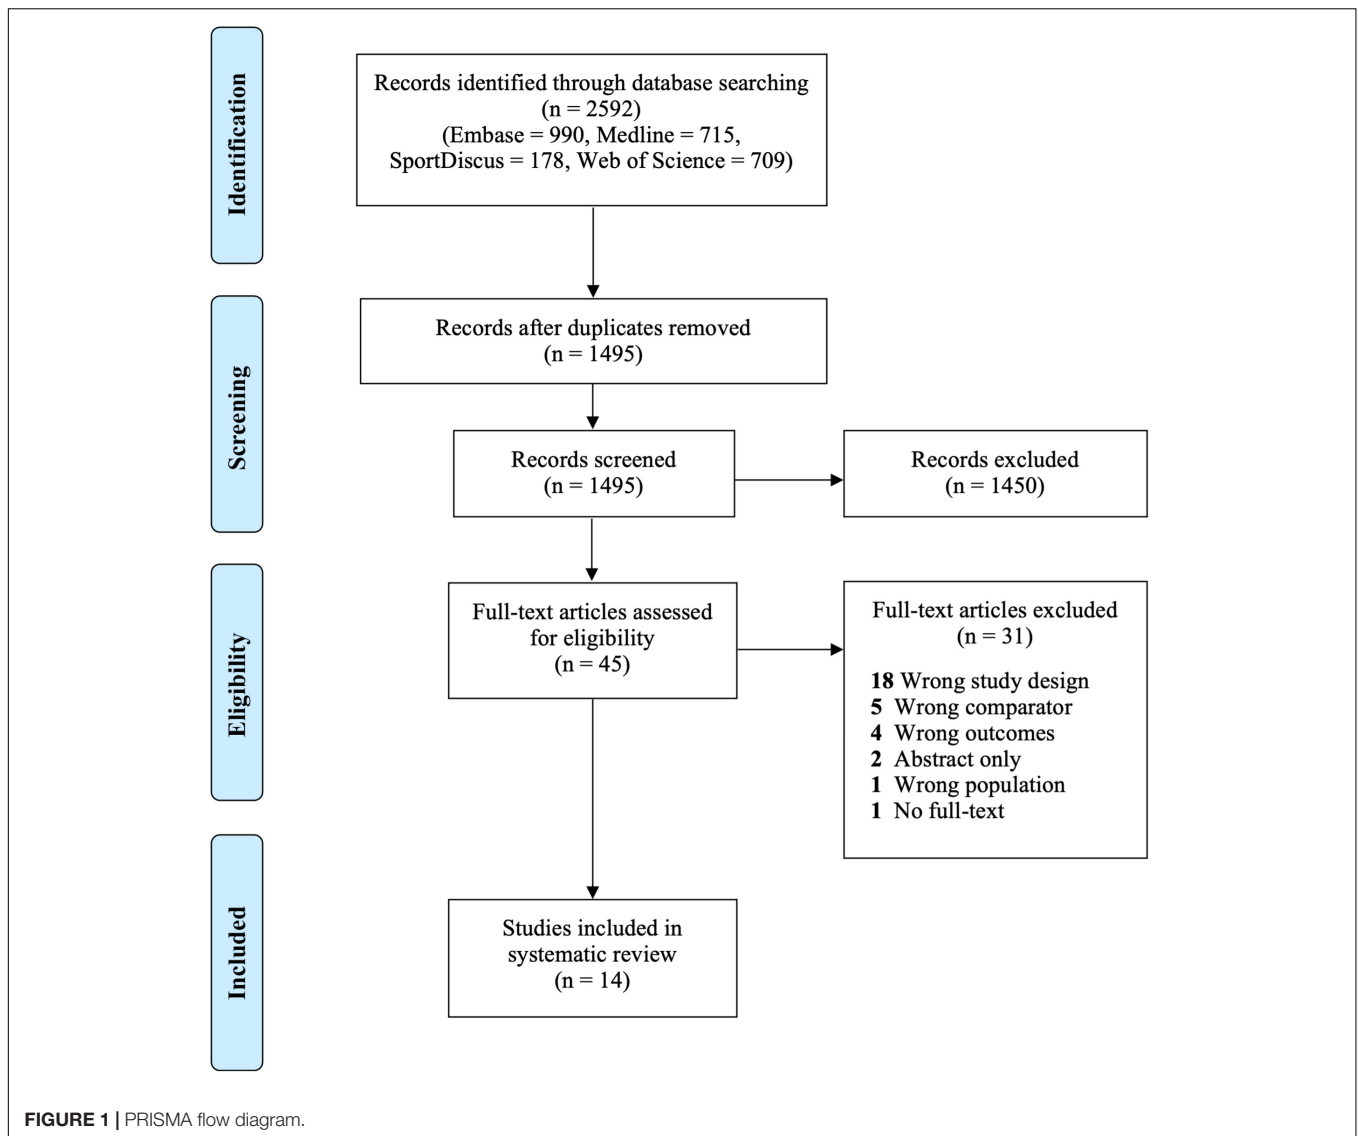 Identification
Records identified through database searching
(n = 2592)
(Embase = 990, Medline = 715,
SportDiscus = 178, Web of Science = 709)
Screening
Records after duplicates removed
(n = 1495)
Records screened
(n = 1495)
Records excluded
(n = 1450)
Eligibility
Full-text articles assessed
for eligibility
(n = 45)
Full-text articles excluded
(n = 31)
18 Wrong study design
5 Wrong comparator
4 Wrong outcomes
2 Abstract only
1 Wrong population
1 No full-text
Included
Studies included in
systematic review
(n = 14)
FIGURE 1 | PRISMA flow diagram.